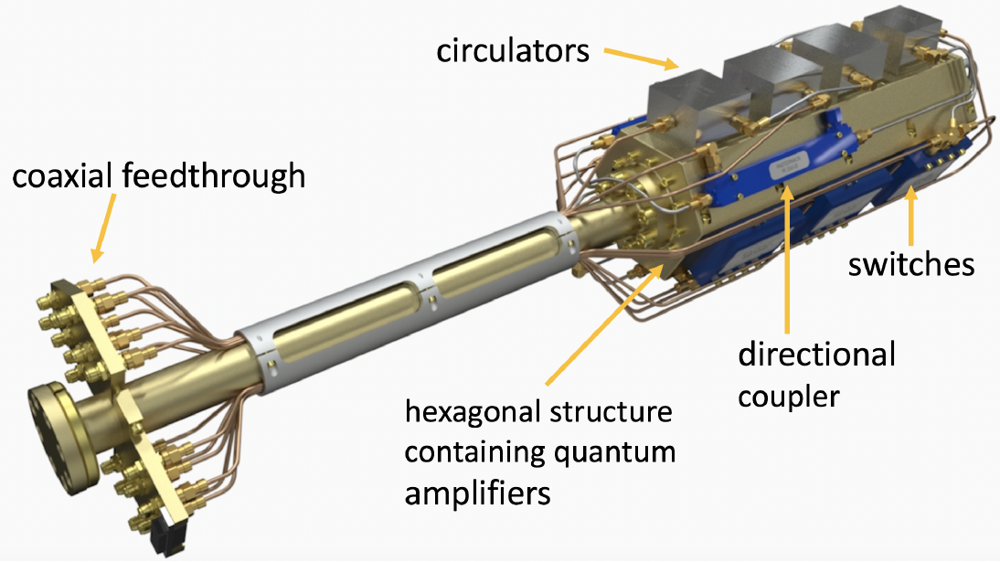 circulators
coaxial feedthrough
switches
directional
coupler
hexagonal structure
containing quantum
amplifiers